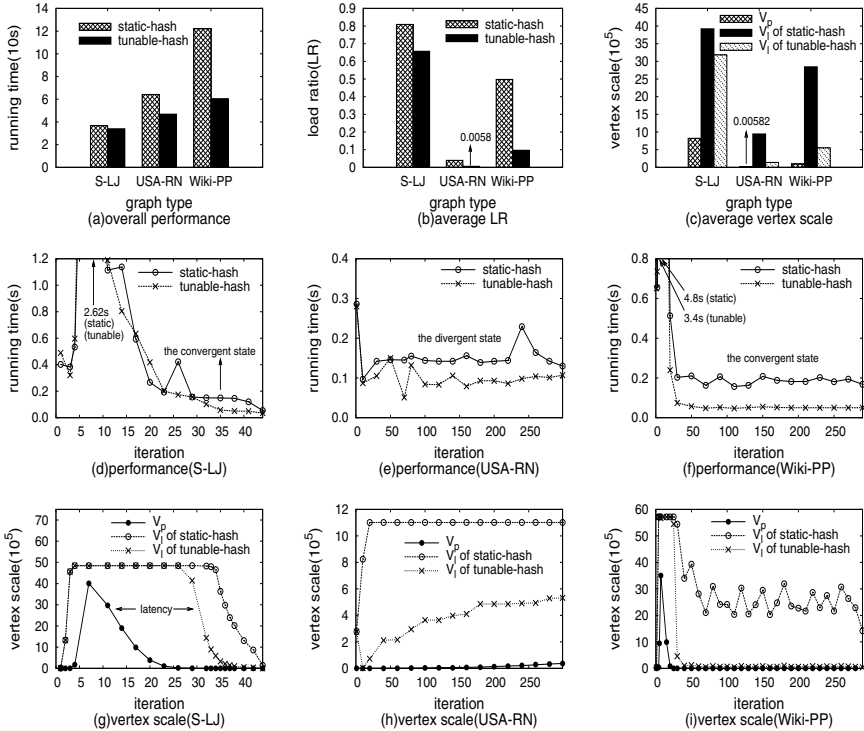 14
12
10
8
6
4
2
0
running time(10s)
static-hash
tunable-hash
S-LJ USA-RN Wiki-PP
graph type
(a)overall performance
0.9
0.8
0.7
0.6
0.5
0.4
0.3
0.2
0.1
0
load ratio(LR)
static-hash
tunable-hash
0.0058
S-LJ USA-RN Wiki-PP
graph type
(b)average LR
45
40
35
30
25
20
15
10
5
0
vertex scale(10^5)
V_p
V_l of static-hash
V_l of tunable-hash
0.00582
S-LJ USA-RN Wiki-PP
graph type
(c)average vertex scale
1.2
1.0
0.8
0.6
0.4
0.2
0.0
running time(s)
static-hash
tunable-hash
2.62s
(static)
(tunable)
the convergent state
1 5 10 15 20 25 30 35 40
iteration
(d)performance(S-LJ)
0.4
0.3
0.2
0.1
0.0
running time(s)
static-hash
tunable-hash
the divergent state
1 50 100 150 200 250
iteration
(e)performance(USA-RN)
0.8
0.6
0.4
0.2
0.0
running time(s)
static-hash
tunable-hash
4.8s (static)
3.4s (tunable)
the convergent state
1 50 100 150 200 250
iteration
(f)performance(Wiki-PP)
70
60
50
40
30
20
10
0
vertex scale(10^5)
V_p
V_l of static-hash
V_l of tunable-hash
latency
1 5 10 15 20 25 30 35 40
iteration
(g)vertex scale(S-LJ)
12
10
8
6
4
2
0
vertex scale(10^5)
V_p
V_l of static-hash
V_l of tunable-hash
1 50 100 150 200 250
iteration
(h)vertex scale(USA-RN)
60
50
40
30
20
10
0
vertex scale(10^5)
V_p
V_l of static-hash
V_l of tunable-hash
1 50 100 150 200 250
iteration
(i)vertex scale(Wiki-PP)